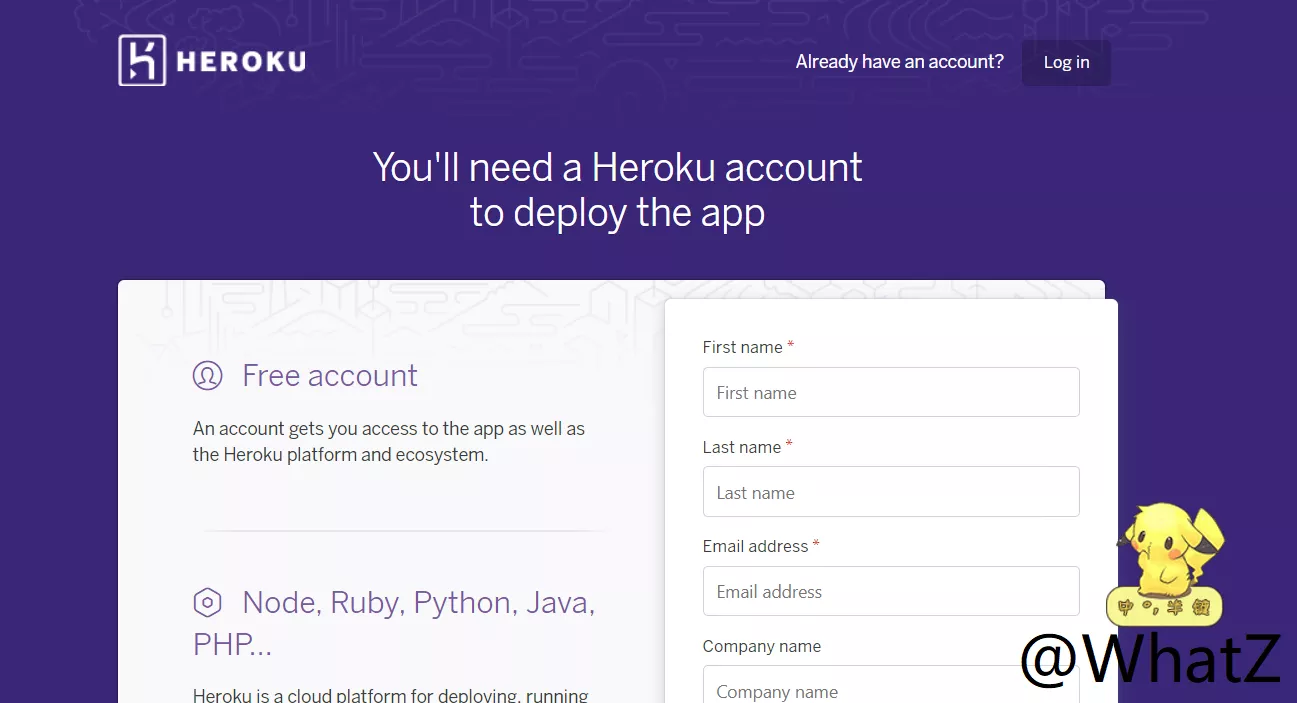 HEROKU
Already have an account?
Log in
You'll need a Heroku account
to deploy the app
Free account
An account gets you access to the app as well as
the Heroku platform and ecosystem.
Node, Ruby, Python, Java,
PHP...
Heroku is a cloud platform for deploying, running
First name *
First name
Last name *
Last name
Email address *
Email address
Company name
Company name
中
半
@WhatZ